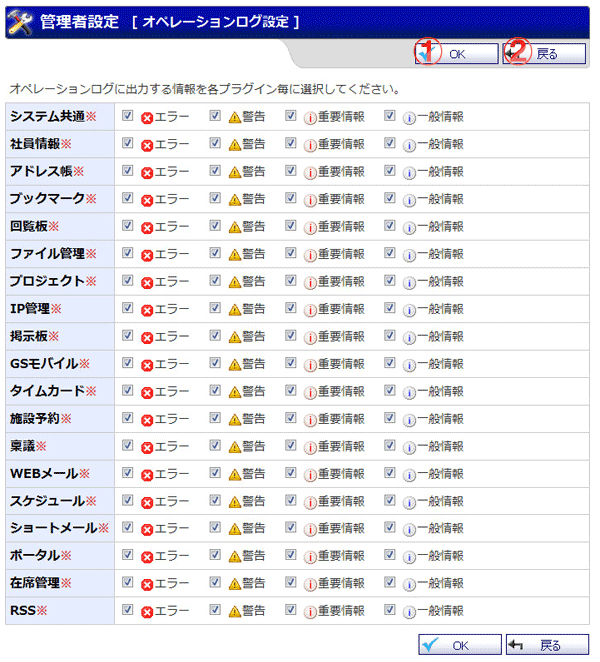 管理者設定 [ オペレーションログ設定 ]
① OK ② 戻る
オペレーションログに出力する情報を各プラグイン毎に選択してください。
システム共通※ エラー 警告 重要情報 一般情報
社員情報※ エラー 警告 重要情報 一般情報
アドレス帳※ エラー 警告 重要情報 一般情報
ブックマーク※ エラー 警告 重要情報 一般情報
回覧板※ エラー 警告 重要情報 一般情報
ファイル管理※ エラー 警告 重要情報 一般情報
プロジェクト※ エラー 警告 重要情報 一般情報
IP管理※ エラー 警告 重要情報 一般情報
掲示板※ エラー 警告 重要情報 一般情報
GSモバイル※ エラー 警告 重要情報 一般情報
タイムカード※ エラー 警告 重要情報 一般情報
施設予約※ エラー 警告 重要情報 一般情報
稟議※ エラー 警告 重要情報 一般情報
WEBメール※ エラー 警告 重要情報 一般情報
スケジュール※ エラー 警告 重要情報 一般情報
ショートメール※ エラー 警告 重要情報 一般情報
ポータル※ エラー 警告 重要情報 一般情報
在席管理※ エラー 警告 重要情報 一般情報
RSS※ エラー 警告 重要情報 一般情報
OK 戻る